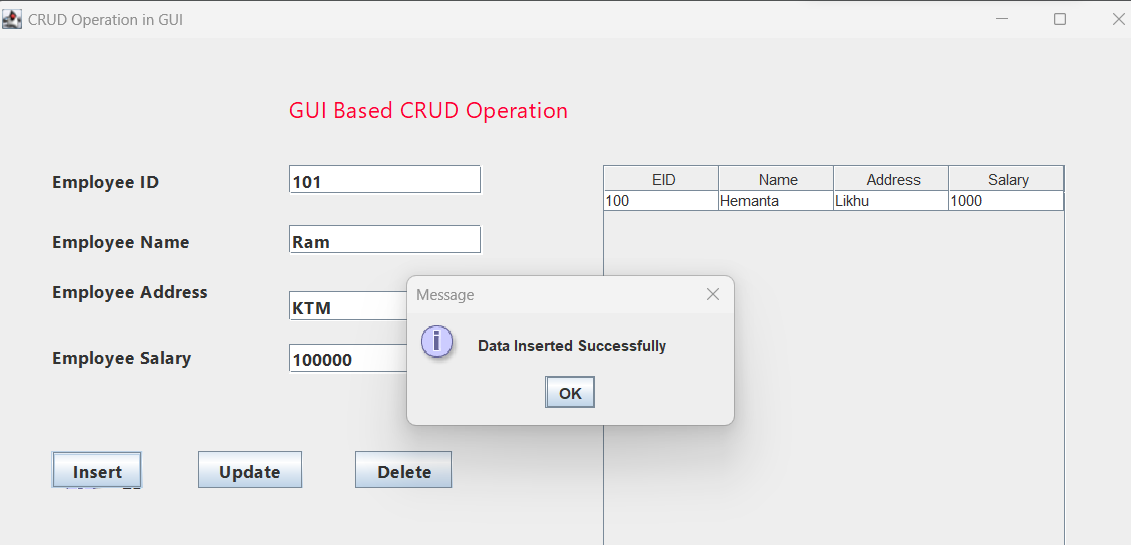 CRUD Operation in GUI
GUI Based CRUD Operation
Employee ID 101
Employee Name Ram
Employee Address KTM
Employee Salary 100000
EID Name Address Salary
100 Hemanta Likhu 1000
Message
Data Inserted Successfully
OK
Insert Update Delete